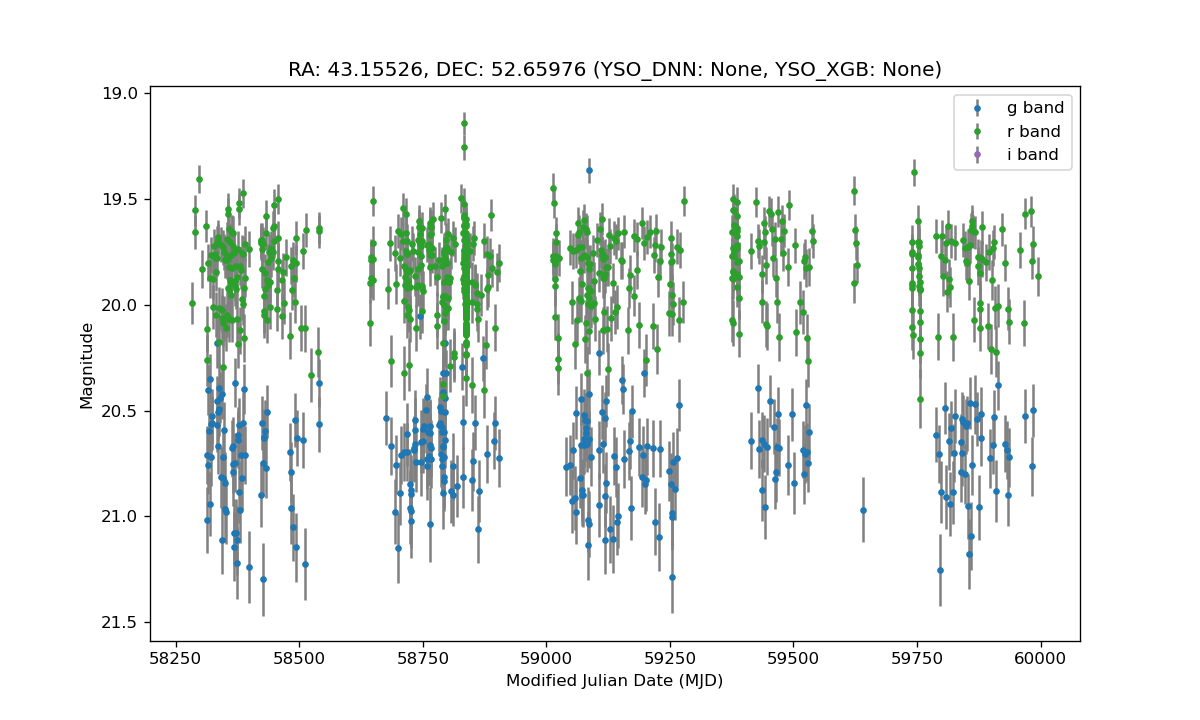 RA: 43.15526, DEC: 52.65976 (YSO_DNN: None, YSO_XGB: None)
g band
r band
i band
19.0
19.5
20.0
20.5
21.0
21.5
Magnitude
58250 58500 58750 59000 59250 59500 59750 60000
Modified Julian Date (MJD)